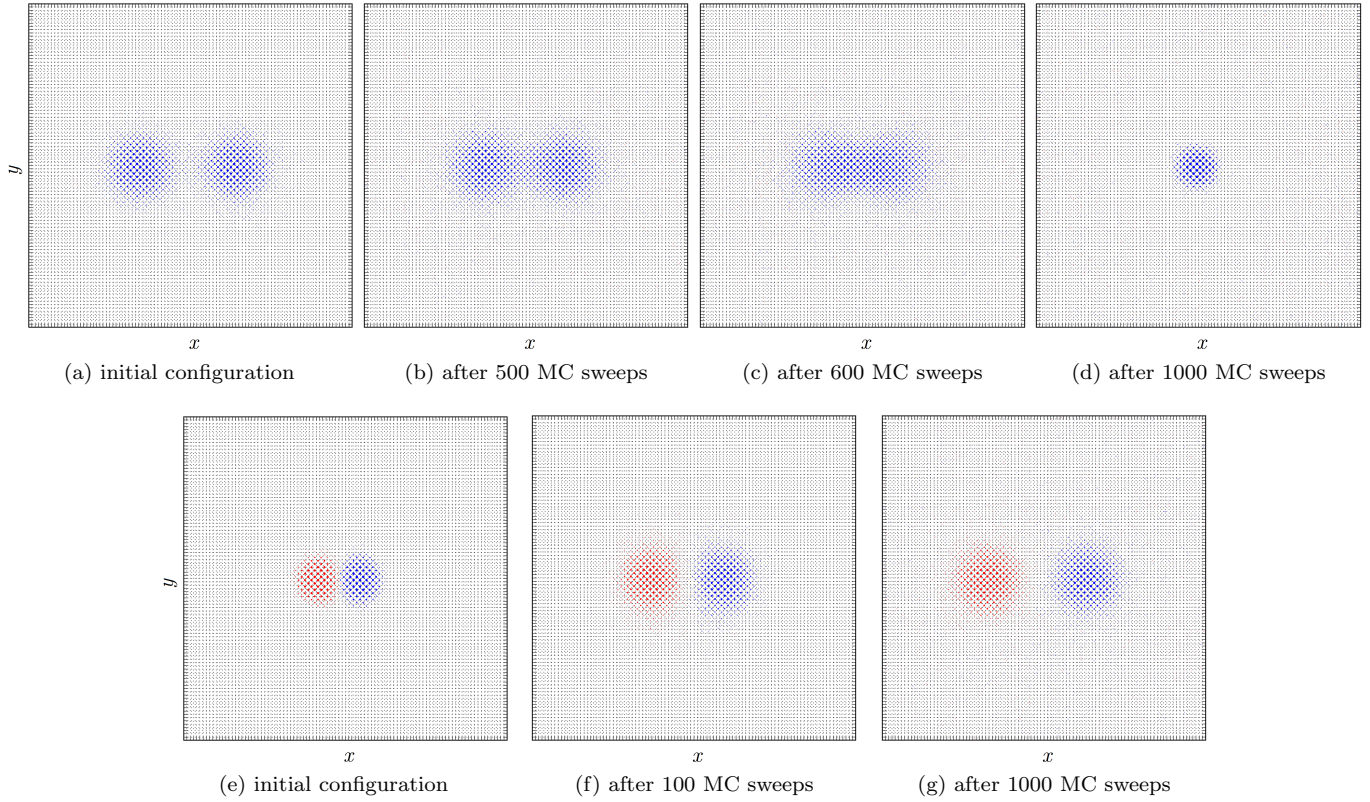 y
x
x
x
x
(a) initial configuration
(b) after 500 MC sweeps
(c) after 600 MC sweeps
(d) after 1000 MC sweeps
y
x
x
x
(e) initial configuration
(f) after 100 MC sweeps
(g) after 1000 MC sweeps